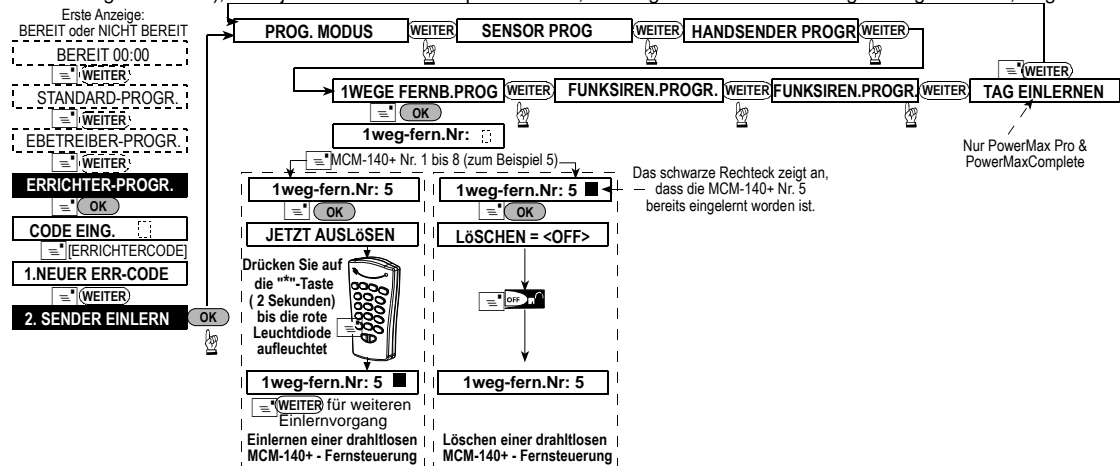 Erste Anzeige:
BEREIT oder NICHT BEREIT
BEREIT 00:00
WEITER
STANDARD-PROGR.
WEITER
EBETREIBER-PROGR.
WEITER
ERRICHTER-PROGR.
OK
CODE EING.
[ERRICHTERCODE]
1.NEUER ERR-CODE
WEITER
2. SENDER EINLERN OK
PROG. MODUS WEITER SENSOR PROG WEITER HANDSENDER PROGR WEITER
1WEGE FERNB.PROG WEITER FUNKSIREN.PROGR. WEITER FUNKSIREN.PROGR. WEITER TAG EINLERNEN WEITER
OK
Nur PowerMax Pro &
PowerMaxComplete
1weg-fern.Nr:
MCM-140+ Nr. 1 bis 8 (zum Beispiel 5)
1weg-fern.Nr: 5
OK
JETZT AUSLöSEN
Drücken Sie auf
die "*"-Taste
( 2 Sekunden)
bis die rote
Leuchtdiode
aufleuchtet
1weg-fern.Nr: 5 ■
WEITER für weiteren
Einlernvorgang
Einlernen einer drahtlosen
MCM-140+ - Fernsteuerung
1weg-fern.Nr: 5 ■
OK
LöSCHEN = <OFF>
OFF
1weg-fern.Nr: 5
Löschen einer drahtlosen
MCM-140+ - Fernsteuerung
Das schwarze Rechteck zeigt an,
dass die MCM-140+ Nr. 5
bereits eingelernt worden ist.